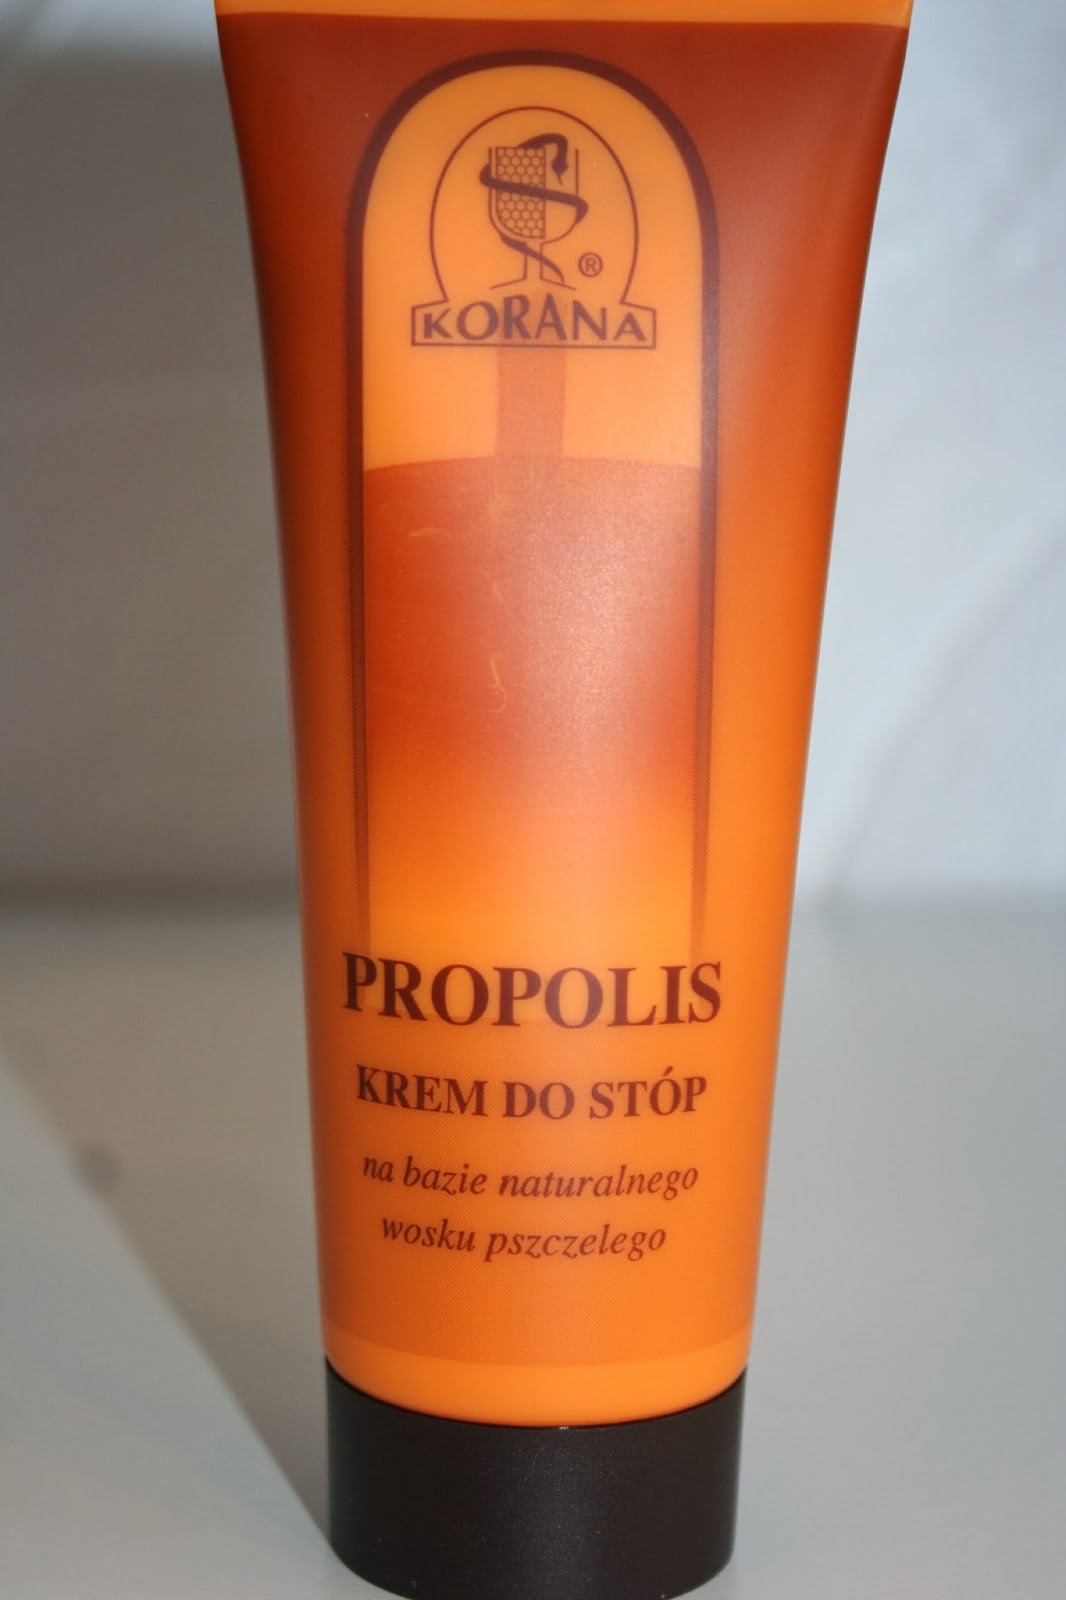 ®
KORANA
PROPOLIS
KREM DO STÓP
na bazie naturalnego
wosku pszczelego